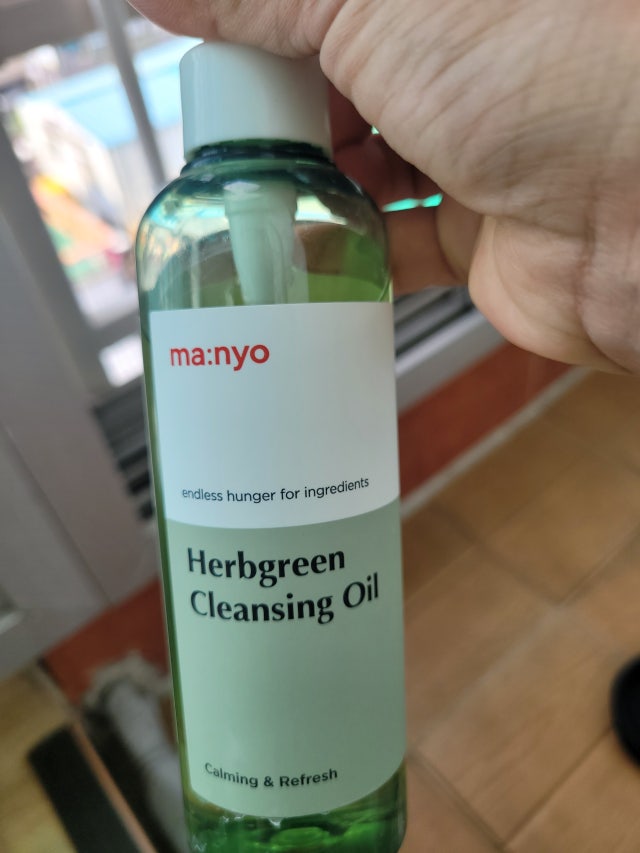 ma:nyo
endless hunger for ingredients
Herbgreen
Cleansing Oil
Calming & Refresh